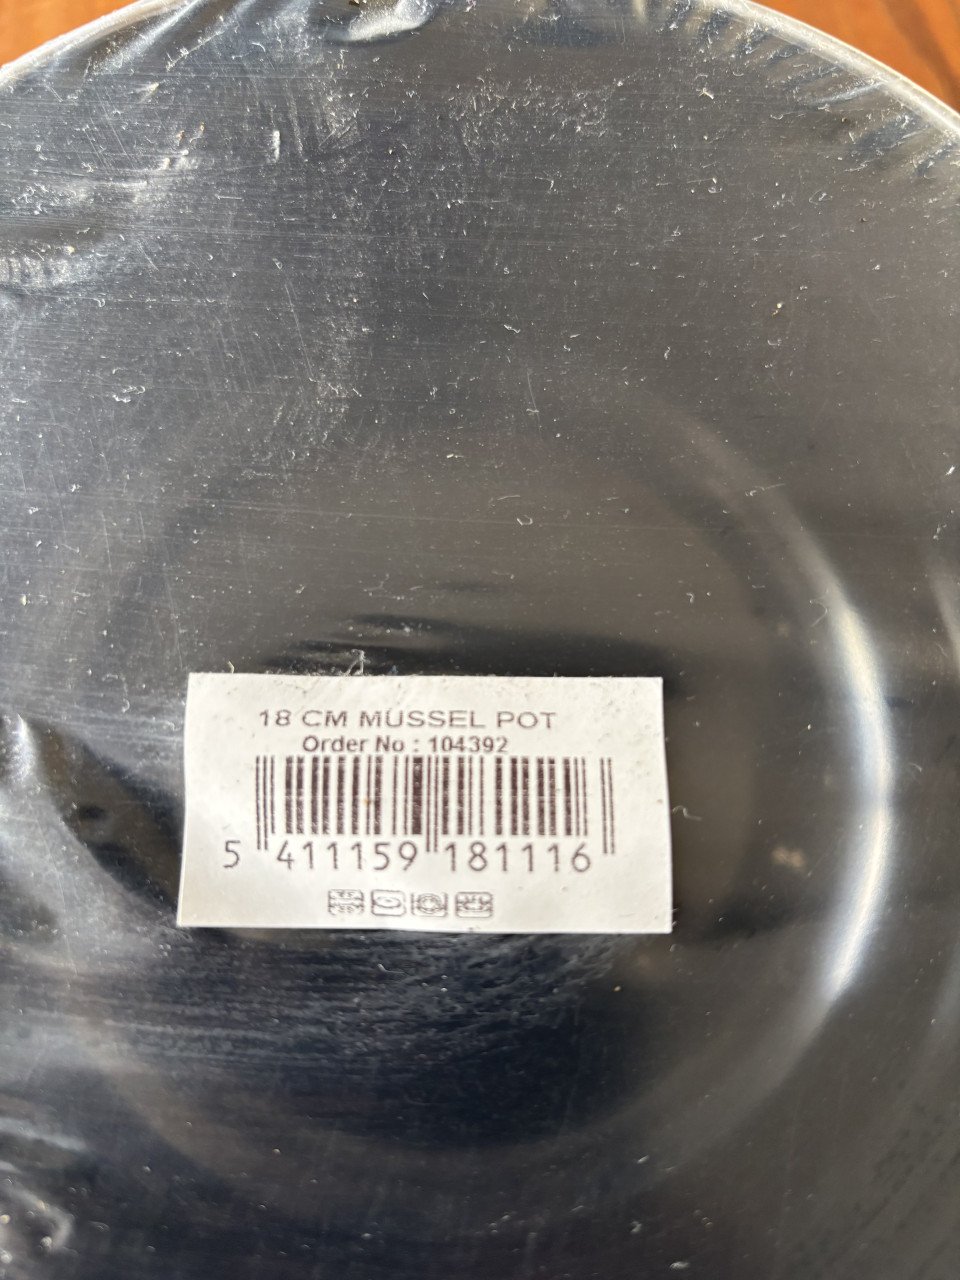 18 CM MUSSEL POT
Order No : 104392
5 411159 181116